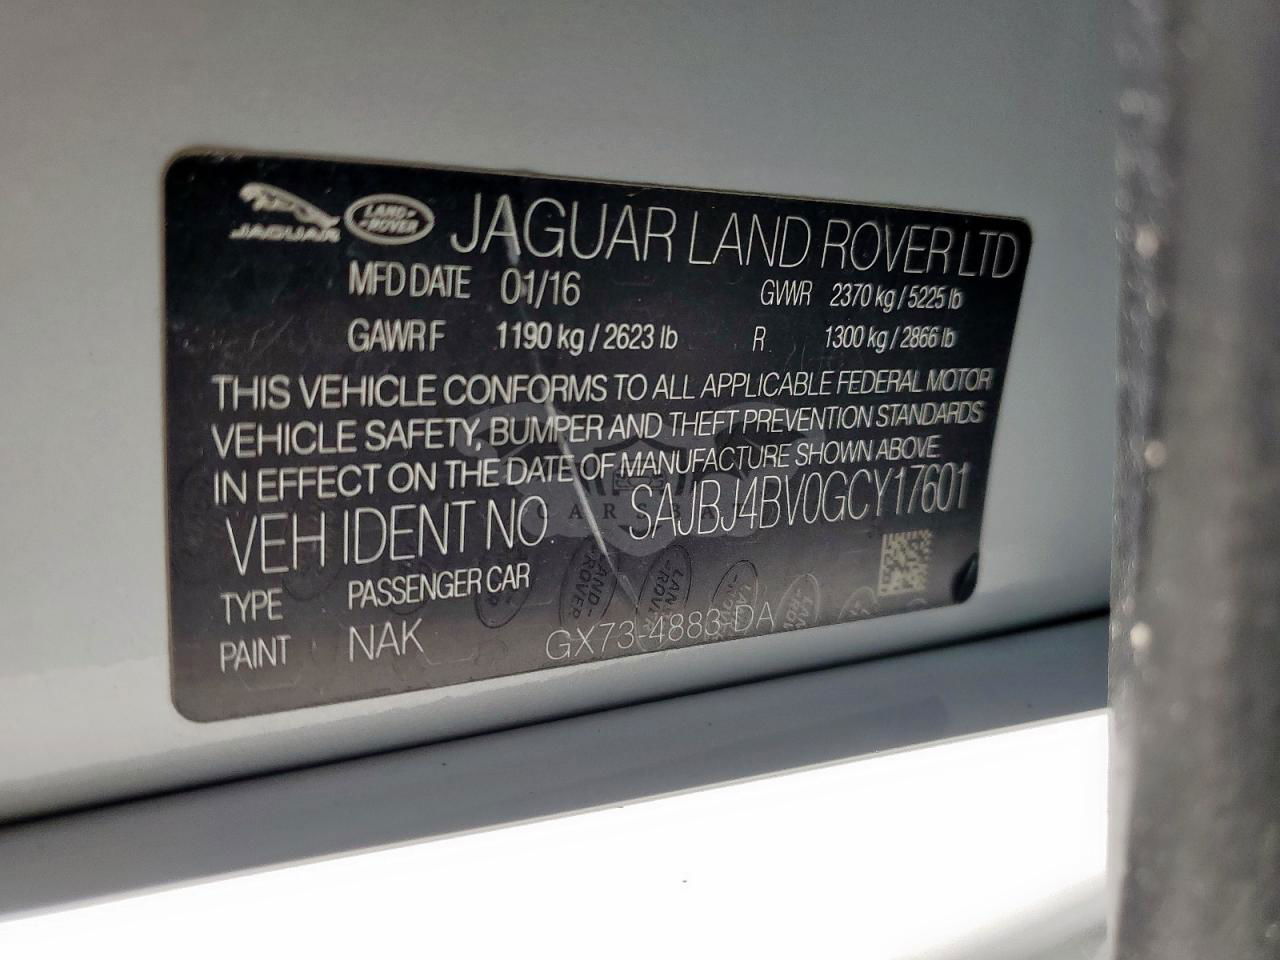 JAGUAR LAND ROVER JAGUAR LAND ROVER LTD
MFD DATE 01/16 GVWR 2370 kg / 5225 lb
GAWR F 1190 kg / 2623 lb R 1300 kg / 2866 lb
THIS VEHICLE CONFORMS TO ALL APPLICABLE FEDERAL MOTOR
VEHICLE SAFETY, BUMPER AND THEFT PREVENTION STANDARDS
IN EFFECT ON THE DATE OF MANUFACTURE SHOWN ABOVE
VEH IDENT NO SAJBJ4BV0GCY17601
TYPE PASSENGER CAR
PAINT NAK GX73-4883-DA